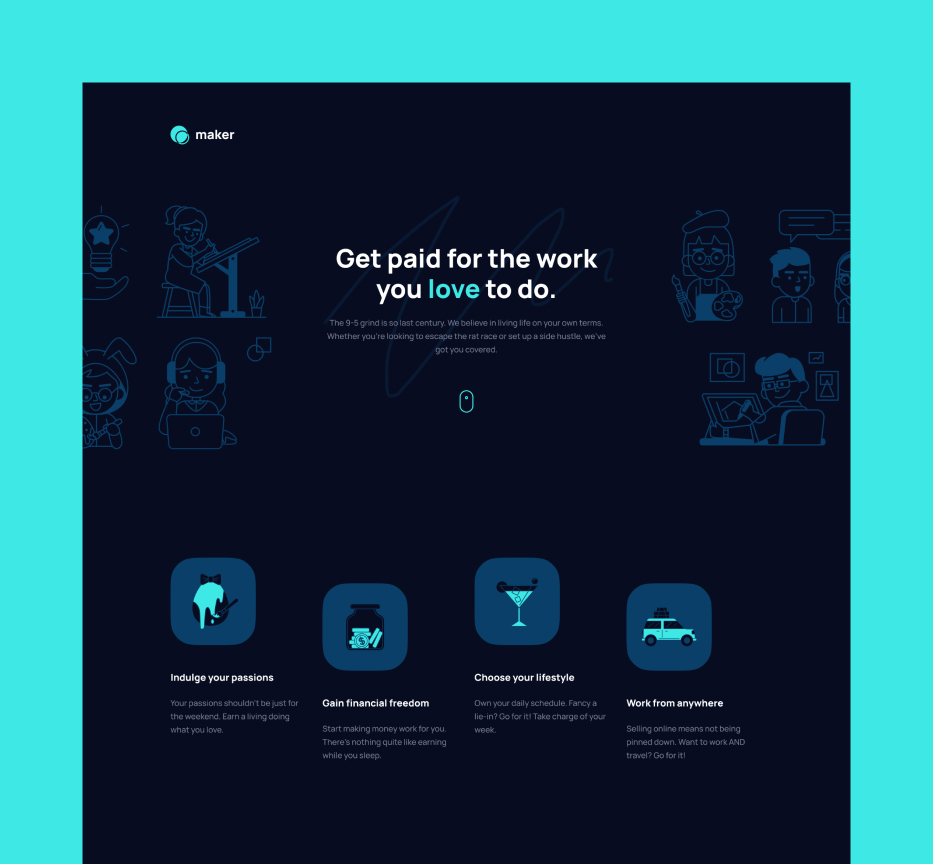 maker
Get paid for the work
you love to do.
The 9-5 grind is so last century. We believe in living life on your own terms.
Whether you're looking to escape the rat race or set up a side hustle, we've
got you covered.
Indulge your passions
Your passions shouldn't be just for
the weekend. Earn a living doing
what you love.
Gain financial freedom
Start making money work for you.
There's nothing quite like earning
while you sleep.
Choose your lifestyle
Own your daily schedule. Fancy a
lie-in? Go for it! Take charge of your
week.
Work from anywhere
Selling online means not being
pinned down. Want to work AND
travel? Go for it!